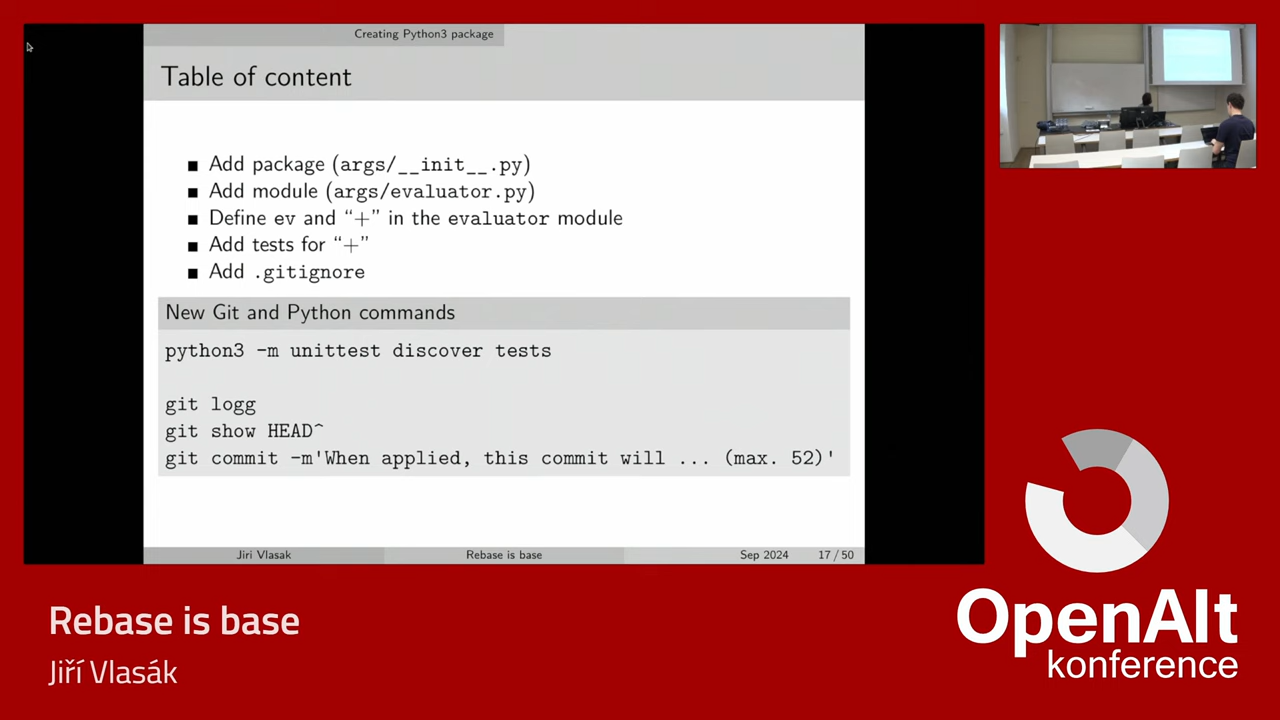 Creating Python3 package
Table of content
Add package (args/__init__.py)
Add module (args/evaluator.py)
Define ev and “+” in the evaluator module
Add tests for “+”
Add .gitignore
New Git and Python commands
python3 -m unittest discover tests
git logg
git show HEAD^
git commit -m'When applied, this commit will ... (max. 52)'
Jiri Vlasak
Rebase is base
Sep 2024
17 / 50
Rebase is base
Jiří Vlasák
OpenAlt
konference